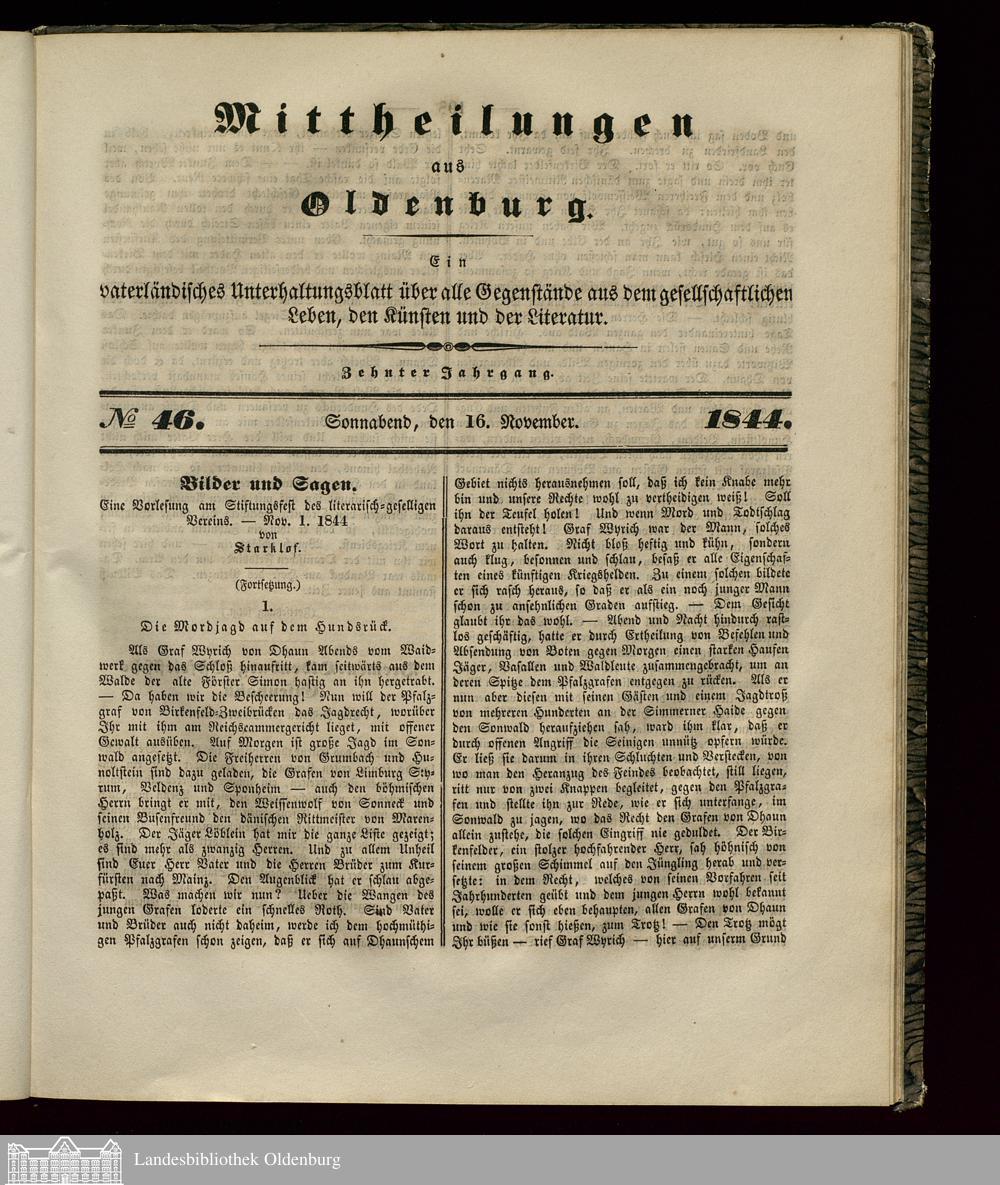 Mittheilungen
aus
Oldenburg.
Ein
vaterländisches Unterhaltungsblatt über alle Gegenstände aus dem gesellschaftlichen
Leben, den Künsten und der Literatur.
Zehnter Jahrgang.
№ 46. Sonnabend, den 16. November. 1844.
Bilder und Sagen.
Eine Vorlesung am Stiftungsfest des literarisch-geselligen
Vereins. — Nov. 1. 1844
von
Starklof.
(Fortsetzung.)
1.
Die Mordjagd auf dem Hundsrück.
Als Graf Wyrich von Dhaun Abends vom Waid-
werk gegen das Schloß hinaufritt, kam seitwärts aus dem
Walde der alte Förster Simon hastig an ihn hergetrabt.
— Da haben wir die Bescheerung! Nun will der Pfalz-
graf von Birkenfeld-Zweibrücken das Jagdrecht, worüber
Ihr mit ihm am Reichscammergericht lieget, mit offener
Gewalt ausüben. Auf Morgen ist große Jagd im Son-
wald angesetzt. Die Freiherren von Grumbach und Hu-
noltstein sind dazu geladen, die Grafen von Limburg Sty-
rum, Veldenz und Sponheim — auch den böhmischen
Herrn bringt er mit, den Weissenwolf von Sonneck und
seinen Busenfreund den dänischen Rittmeister von Maren-
holz. Der Jäger Löblein hat mir die ganze Liste gezeigt;
es sind mehr als zwanzig Herren. Und zu allem Unheil
sind Euer Herr Vater und die Herren Brüder zum Kur-
fürsten nach Mainz. Den Augenblick hat er schlau abge-
paßt. Was machen wir nun? Ueber die Wangen des
jungen Grafen loderte ein schnelles Roth. Sind Vater
und Brüder auch nicht daheim, werde ich dem hochmüthi-
gen Pfalzgrafen schon zeigen, daß er sich auf Dhaunschem
Gebiet nichts herausnehmen soll, daß ich kein Knabe mehr
bin und unsere Rechte wohl zu vertheidigen weiß! Soll
ihn der Teufel holen! Und wenn Mord und Todtschlag
daraus entsteht! Graf Wyrich war der Mann, solches
Wort zu halten. Nicht bloß heftig und kühn, sondern
auch klug, besonnen und schlau, besaß er alle Eigenschaf-
ten eines künftigen Kriegshelden. Zu einem solchen bildete
er sich rasch heraus, so daß er als ein noch junger Mann
schon zu ansehnlichen Graden aufstieg. — Dem Gesicht
glaubt ihr das wohl. — Abend und Nacht hindurch rast-
los geschäftig, hatte er durch Ertheilung von Befehlen und
Absendung von Boten gegen Morgen einen starken Haufen
Jäger, Vasallen und Waldleute zusammengebracht, um an
deren Spitze dem Pfalzgrafen entgegen zu rücken. Als er
nun aber diesen mit seinen Gästen und einem Jagdtroß
von mehreren Hunderten an der Simmerner Haide gegen
den Sonwald heraufziehen sah, ward ihm klar, daß er
durch offenen Angriff die Seinigen unnütz opfern würde.
Er ließ sie darum in ihren Schluchten und Verstecken, von
wo man den Heranzug des Feindes beobachtet, still liegen,
ritt nur von zwei Knappen begleitet, gegen den Pfalzgra-
fen und stellte ihn zur Rede, wie er sich unterfange, im
Sonwald zu jagen, wo das Recht den Grafen von Dhaun
allein zustehe, die solchen Eingriff nie geduldet. Der Bir-
kenfelder, ein stolzer hochfahrender Herr, sah höhnisch von
seinem großen Schimmel auf den Jüngling herab und ver-
setzte: in dem Recht, welches von seinen Vorfahren seit
Jahrhunderten geübt und dem jungen Herrn wohl bekannt
sei, wolle er sich eben behaupten, allen Grafen von Dhaun
und wie sie sonst hießen, zum Trotz! — Den Trotz mögt
Ihr büßen — rief Graf Wyrich — hier auf unserm Grund
Landesbibliothek Oldenburg